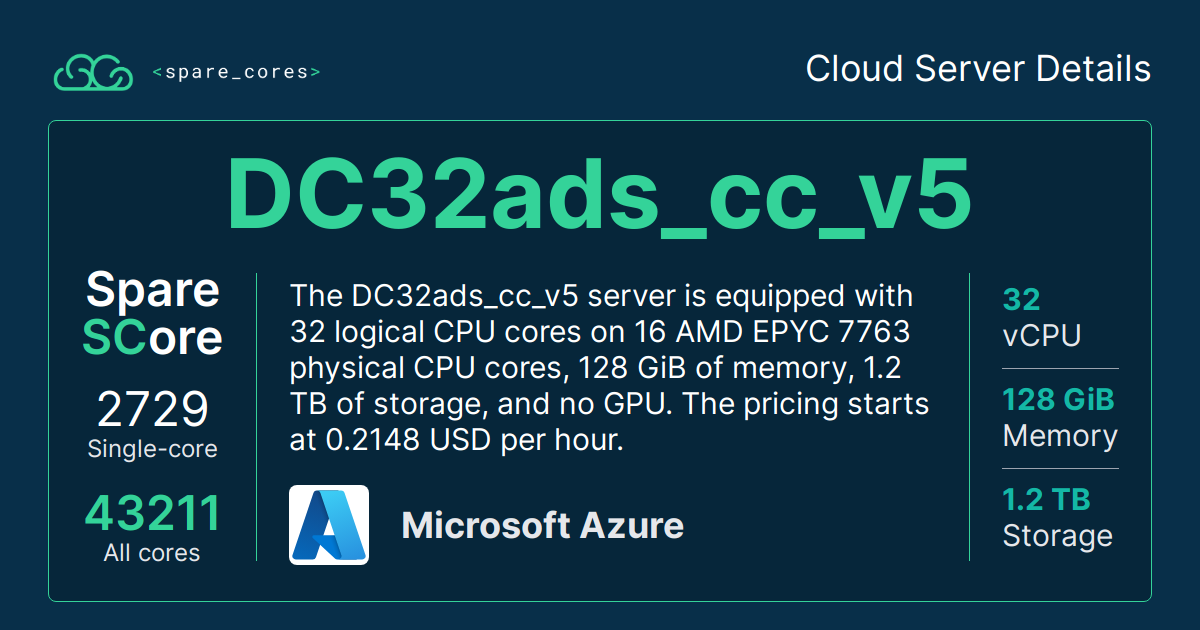 <spare_cores>
Cloud Server Details
DC32ads_cc_v5
Spare
SCore
2729
Single-core
43211
All cores
The DC32ads_cc_v5 server is equipped with
32 logical CPU cores on 16 AMD EPYC 7763
physical CPU cores, 128 GiB of memory, 1.2
TB of storage, and no GPU. The pricing starts
at 0.2148 USD per hour.
Microsoft Azure
32
vCPU
128 GiB
Memory
1.2 TB
Storage